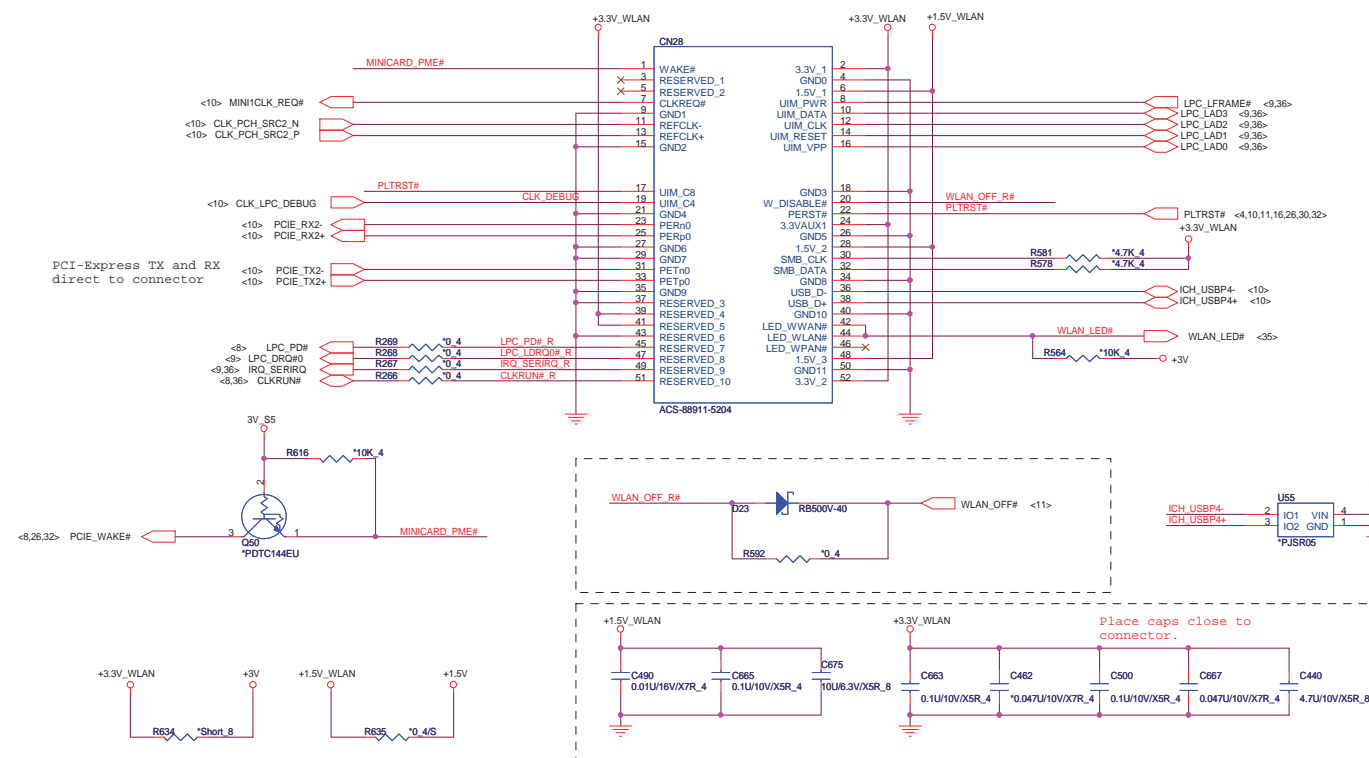 +3.3V_WLAN
+3.3V_WLAN
+1.5V_WLAN
CN28
MINICARD_PME#
1 WAKE# 3.3V_1 2
3 RESERVED_1 GND0 4
5 RESERVED_2 1.5V_1 6
<10> MINI1CLK_REQ# 7 CLKREQ# UIM_PWR 8 LPC_LFRAME# <9,36>
9 GND1 UIM_DATA 10 LPC_LAD3 <9,36>
<10> CLK_PCH_SRC2_N 11 REFCLK- UIM_CLK 12 LPC_LAD2 <9,36>
<10> CLK_PCH_SRC2_P 13 REFCLK+ UIM_RESET 14 LPC_LAD1 <9,36>
15 GND2 UIM_VPP 16 LPC_LAD0 <9,36>
PLTRST# 17 UIM_C8 GND3 18
<10> CLK_LPC_DEBUG CLK_DEBUG 19 UIM_C4 W_DISABLE# 20 WLAN_OFF_R#
21 GND4 PERST# 22 PLTRST# PLTRST# <4,10,11,16,26,30,32>
<10> PCIE_RX2- 23 PERn0 3.3VAUX1 24
<10> PCIE_RX2+ 25 PERp0 GND5 26 +3.3V_WLAN
27 GND6 1.5V_2 28
29 GND7 SMB_CLK 30 R581 *4.7K_4
PCI-Express TX and RX
direct to connector
<10> PCIE_TX2- 31 PETn0 SMB_DATA 32 R578 *4.7K_4
<10> PCIE_TX2+ 33 PETp0 GND8 34
35 GND9 USB_D- 36 ICH_USBP4- <10>
37 RESERVED_3 USB_D+ 38 ICH_USBP4+ <10>
39 RESERVED_4 GND10 40
41 RESERVED_5 LED_WWAN# 42
43 RESERVED_6 LED_WLAN# 44 WLAN_LED# WLAN_LED# <35>
<8> LPC_PD# R269 *0_4 LPC_PD#_R 45 RESERVED_7 LED_WPAN# 46
<9> LPC_DRQ#0 R268 *0_4 LPC_LDRQ0#_R 47 RESERVED_8 1.5V_3 48 R564 *10K_4 +3V
<9,36> IRQ_SERIRQ R267 *0_4 IRQ_SERIRQ_R 49 RESERVED_9 GND11 50
<8,36> CLKRUN# R266 *0_4 CLKRUN#_R 51 RESERVED_10 3.3V_2 52
ACS-88911-5204
3V_S5
R616 *10K_4
2
<8,26,32> PCIE_WAKE# 3 1 MINICARD_PME#
Q50
*PDTC144EU
WLAN_OFF_R# D23 RB500V-40 WLAN_OFF# <11>
R592 *0_4
U55
ICH_USBP4- 2 IO1 VIN 4
ICH_USBP4+ 3 IO2 GND 1
*PJSR05
+1.5V_WLAN
+3.3V_WLAN
Place caps close to
connector.
C490
0.01U/16V/X7R_4
C665
0.1U/10V/X5R_4
C675
10U/6.3V/X5R_8
C663
0.1U/10V/X5R_4
C462
*0.047U/10V/X7R_4
C500
0.1U/10V/X5R_4
C667
0.047U/10V/X7R_4
C440
4.7U/10V/X5R_8
+3.3V_WLAN +3V +1.5V_WLAN +1.5V
R634 *Short_8 R635 *0_4/S